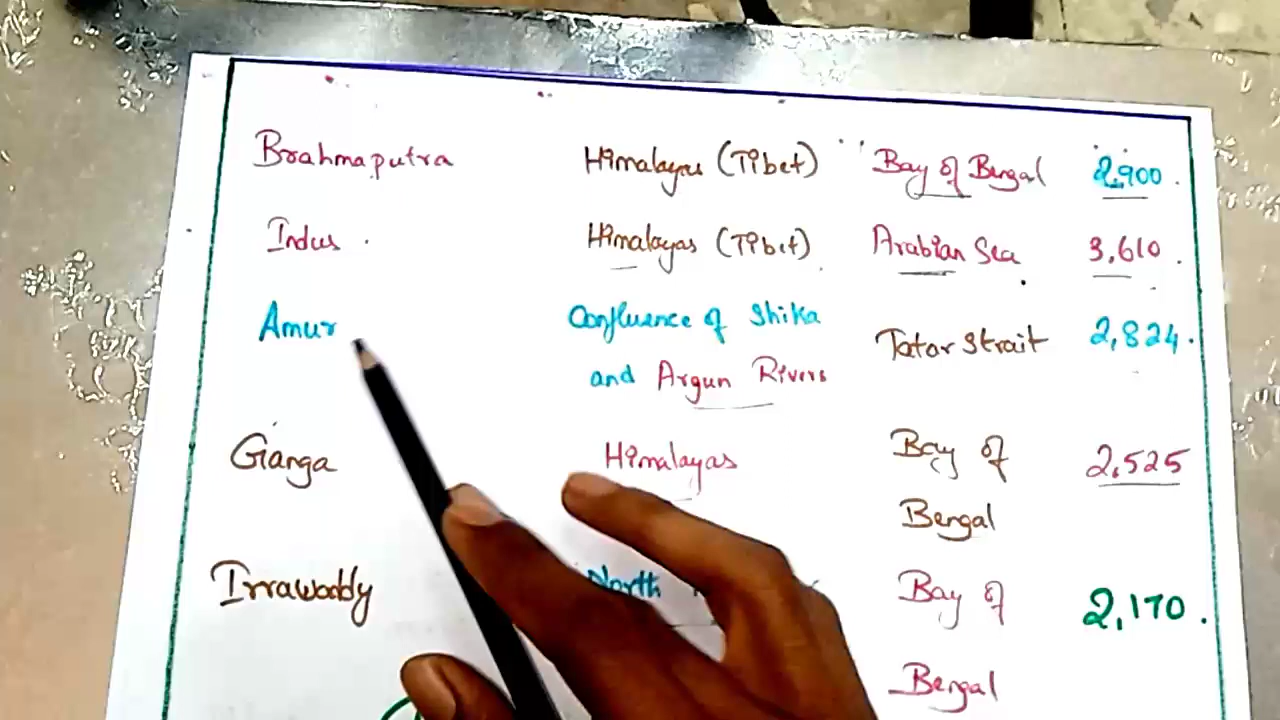 Brahmaputra Himalayas (Tibet) Bay of Bengal 2,900
Indus Himalayas (Tibet) Arabian Sea 3,610
Amur Confluence of Shika and Argun Rivers Tator Strait 2,824
Ganga Himalayas Bay of Bengal 2,525
Irrawaddy North Bay of Bengal 2,170